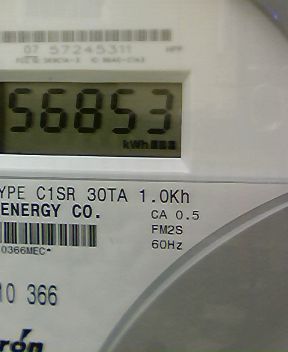 07 57245311
56853
kWh
YPE C1SR 30TA 1.0Kh
ENERGY CO.
CA 0.5
FM2S
60Hz
0366MEC*
10 366
rón